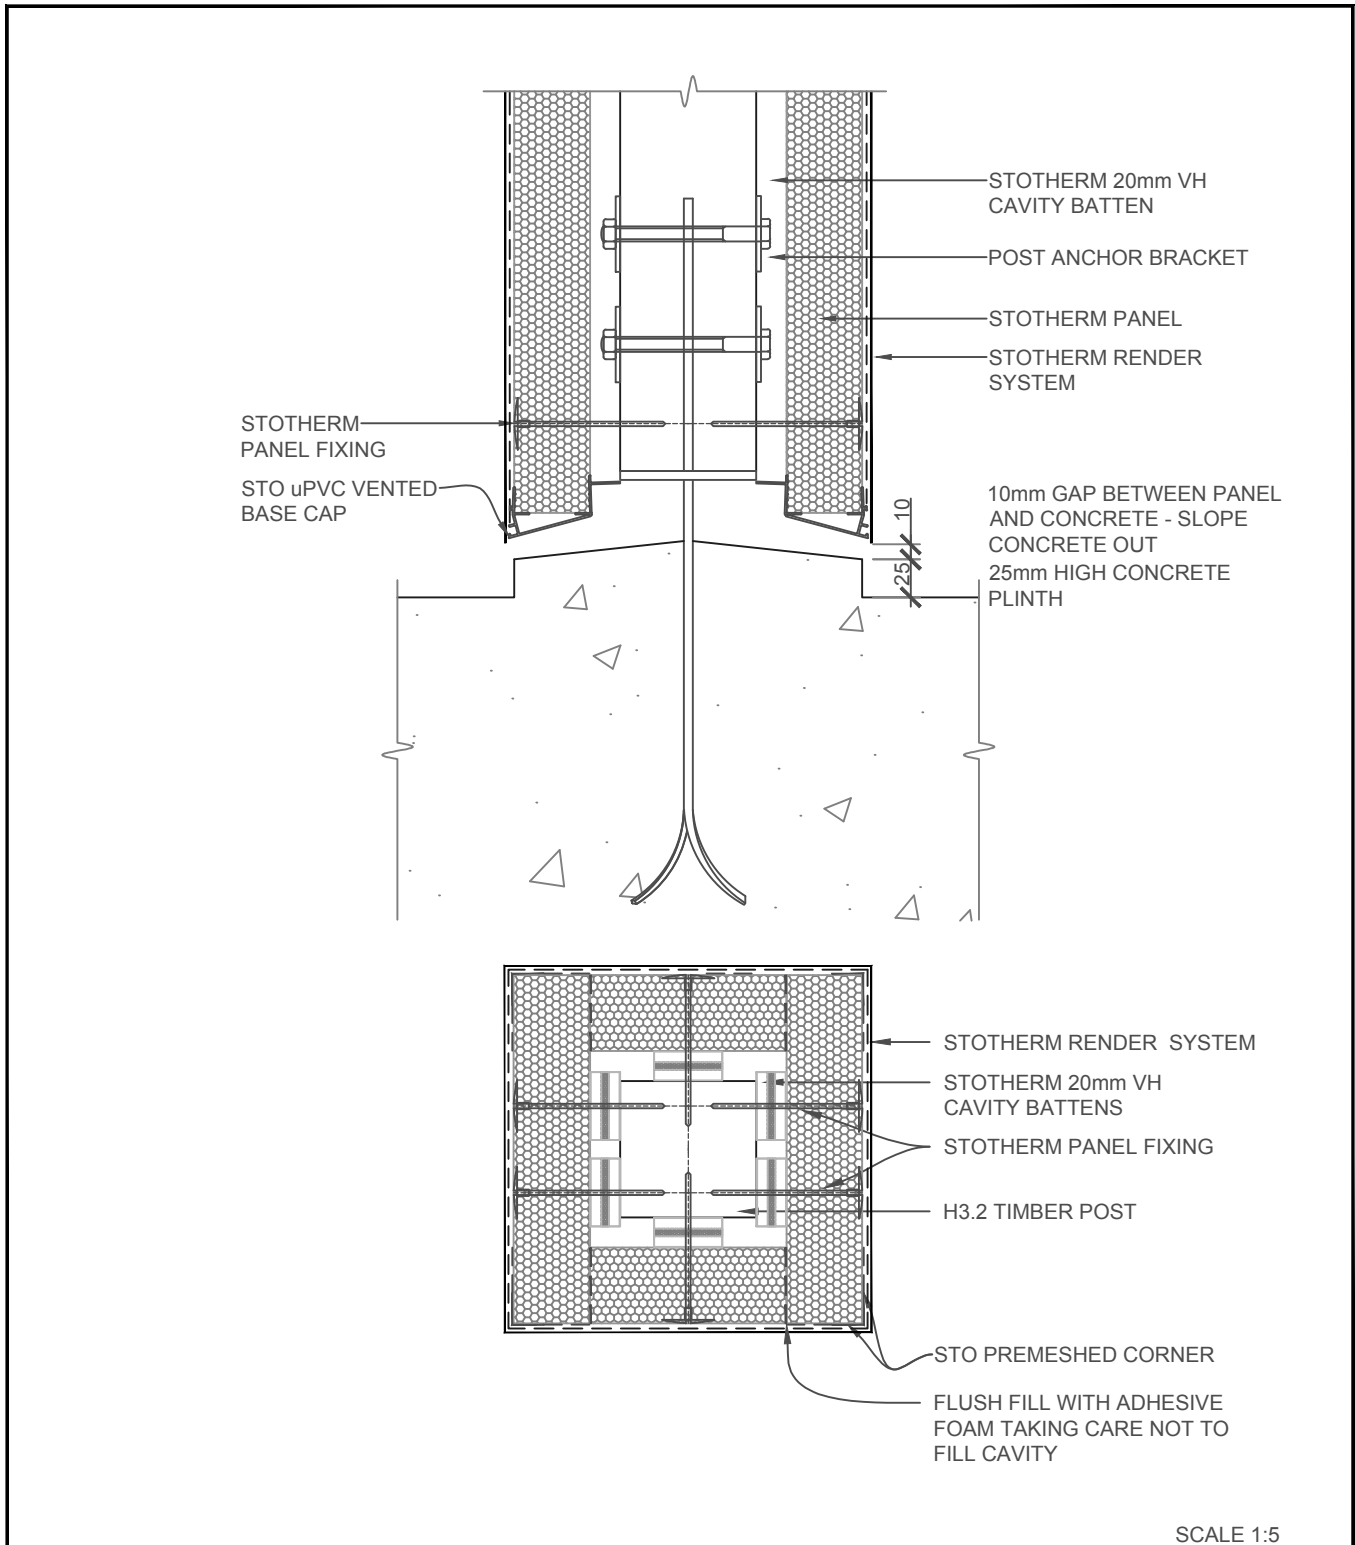 STOTHERM 20mm VH
CAVITY BATTEN
POST ANCHOR BRACKET
STOTHERM PANEL
STOTHERM RENDER
SYSTEM
STOTHERM
PANEL FIXING
STO uPVC VENTED
BASE CAP
10
25
10mm GAP BETWEEN PANEL
AND CONCRETE - SLOPE
CONCRETE OUT
25mm HIGH CONCRETE
PLINTH
STOTHERM RENDER SYSTEM
STOTHERM 20mm VH
CAVITY BATTENS
STOTHERM PANEL FIXING
H3.2 TIMBER POST
STO PREMESHED CORNER
FLUSH FILL WITH ADHESIVE
FOAM TAKING CARE NOT TO
FILL CAVITY
SCALE 1:5